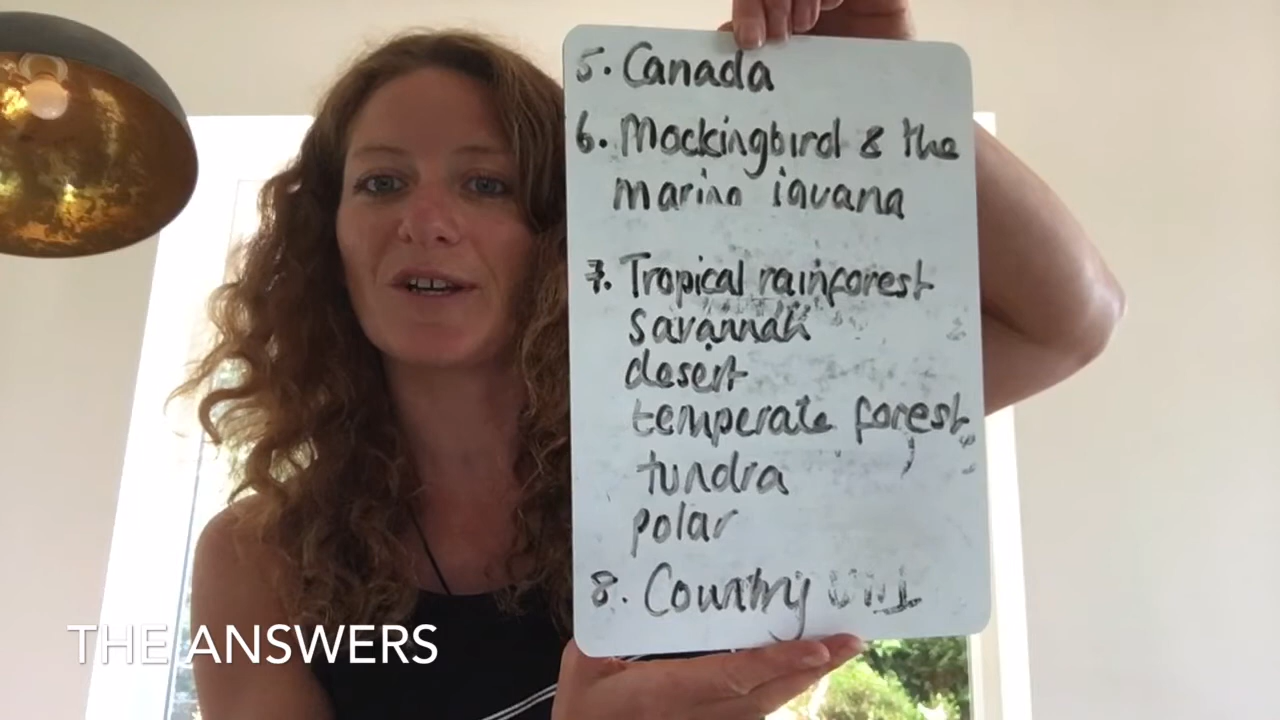 5. Canada
6. Mockingbird & the
marine iguana
7. Tropical rainforest
Savannah
desert
temperate forest
tundra
polar
8. Country
THE ANSWERS